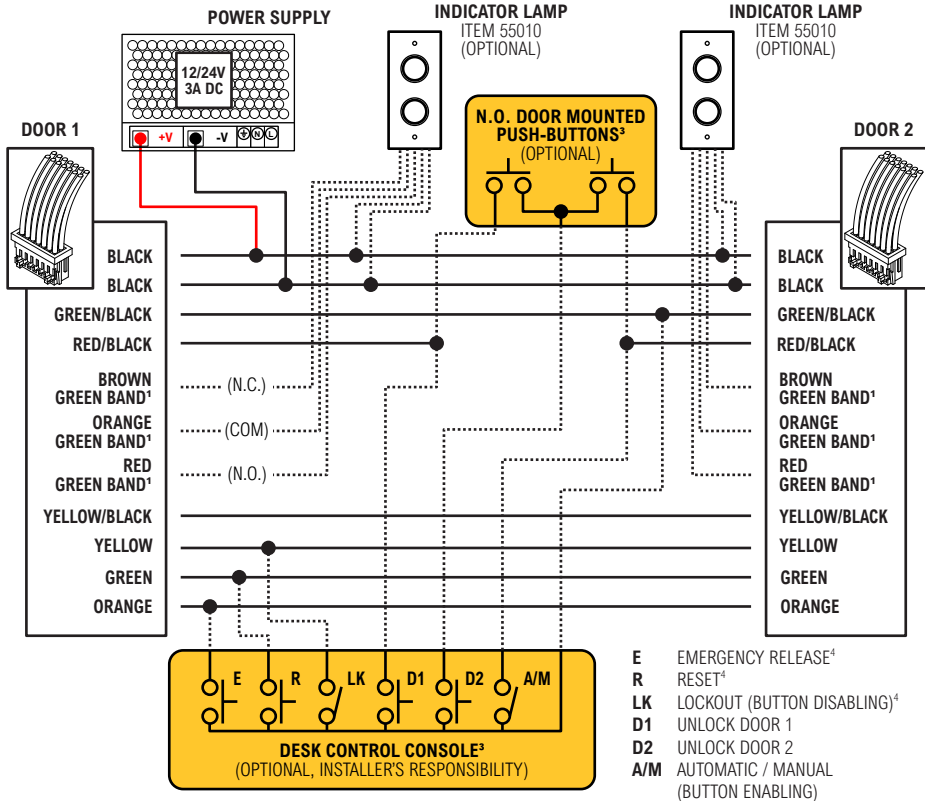 POWER SUPPLY
12/24V
3A DC
+V
-V
N
L
INDICATOR LAMP
ITEM 55010
(OPTIONAL)
INDICATOR LAMP
ITEM 55010
(OPTIONAL)
N.O. DOOR MOUNTED
PUSH-BUTTONS³
(OPTIONAL)
DOOR 1
BLACK
BLACK
GREEN/BLACK
RED/BLACK
BROWN
GREEN BAND¹
ORANGE
GREEN BAND¹
RED
GREEN BAND¹
YELLOW/BLACK
YELLOW
GREEN
ORANGE
(N.C.)
(COM)
(N.O.)
DOOR 2
BLACK
BLACK
GREEN/BLACK
RED/BLACK
BROWN
GREEN BAND¹
ORANGE
GREEN BAND¹
RED
GREEN BAND¹
YELLOW/BLACK
YELLOW
GREEN
ORANGE
E
R
LK
D1
D2
A/M
DESK CONTROL CONSOLE³
(OPTIONAL, INSTALLER'S RESPONSIBILITY)
E EMERGENCY RELEASE⁴
R RESET⁴
LK LOCKOUT (BUTTON DISABLING)⁴
D1 UNLOCK DOOR 1
D2 UNLOCK DOOR 2
A/M AUTOMATIC / MANUAL
(BUTTON ENABLING)